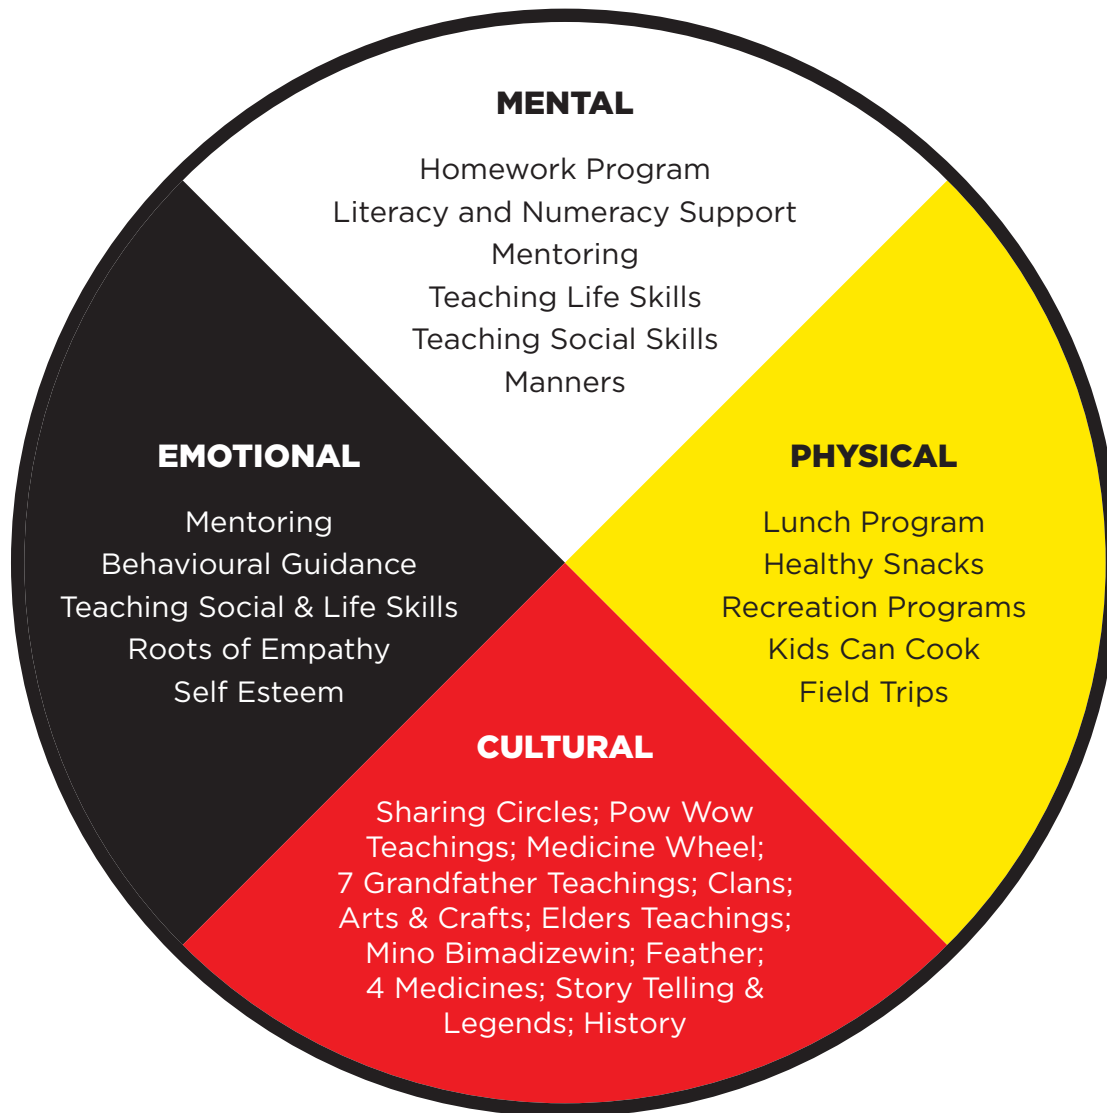 MENTAL
Homework Program
Literacy and Numeracy Support
Mentoring
Teaching Life Skills
Teaching Social Skills
Manners
EMOTIONAL
Mentoring
Behavioural Guidance
Teaching Social & Life Skills
Roots of Empathy
Self Esteem
PHYSICAL
Lunch Program
Healthy Snacks
Recreation Programs
Kids Can Cook
Field Trips
CULTURAL
Sharing Circles; Pow Wow
Teachings; Medicine Wheel;
7 Grandfather Teachings; Clans;
Arts & Crafts; Elders Teachings;
Mino Bimadizewin; Feather;
4 Medicines; Story Telling &
Legends; History